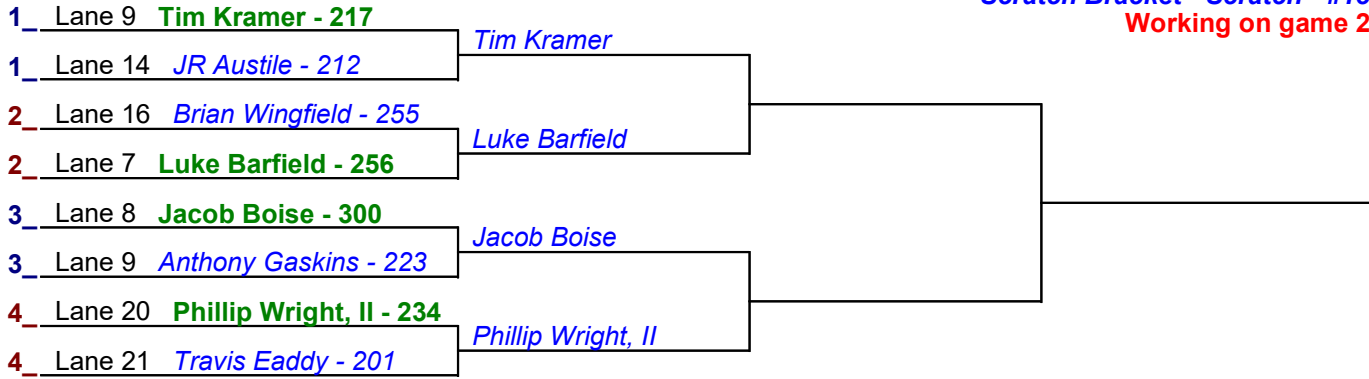 Working on game 2
1_ Lane 9 Tim Kramer - 217
Tim Kramer
1_ Lane 14 JR Austile - 212
2_ Lane 16 Brian Wingfield - 255
Luke Barfield
2_ Lane 7 Luke Barfield - 256
3_ Lane 8 Jacob Boise - 300
Jacob Boise
3_ Lane 9 Anthony Gaskins - 223
4_ Lane 20 Phillip Wright, II - 234
Phillip Wright, II
4_ Lane 21 Travis Eaddy - 201